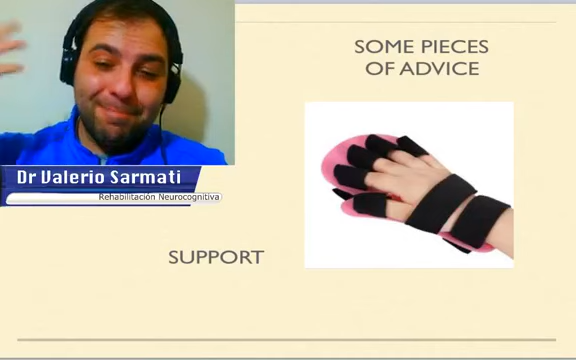 SOME PIECES
OF ADVICE
Dr Valerio Sarmati
Rehabilitación Neurocognitiva
SUPPORT